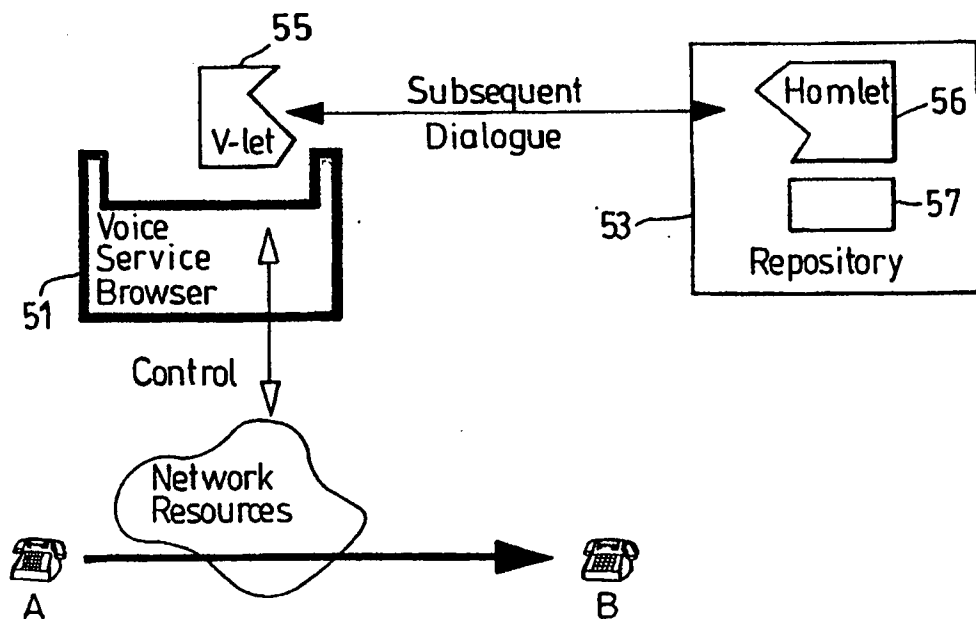 55
V-let
Subsequent
Dialogue
Homlet
56
57
53
Repository
Voice
Service
Browser
51
Control
Network
Resources
A
B